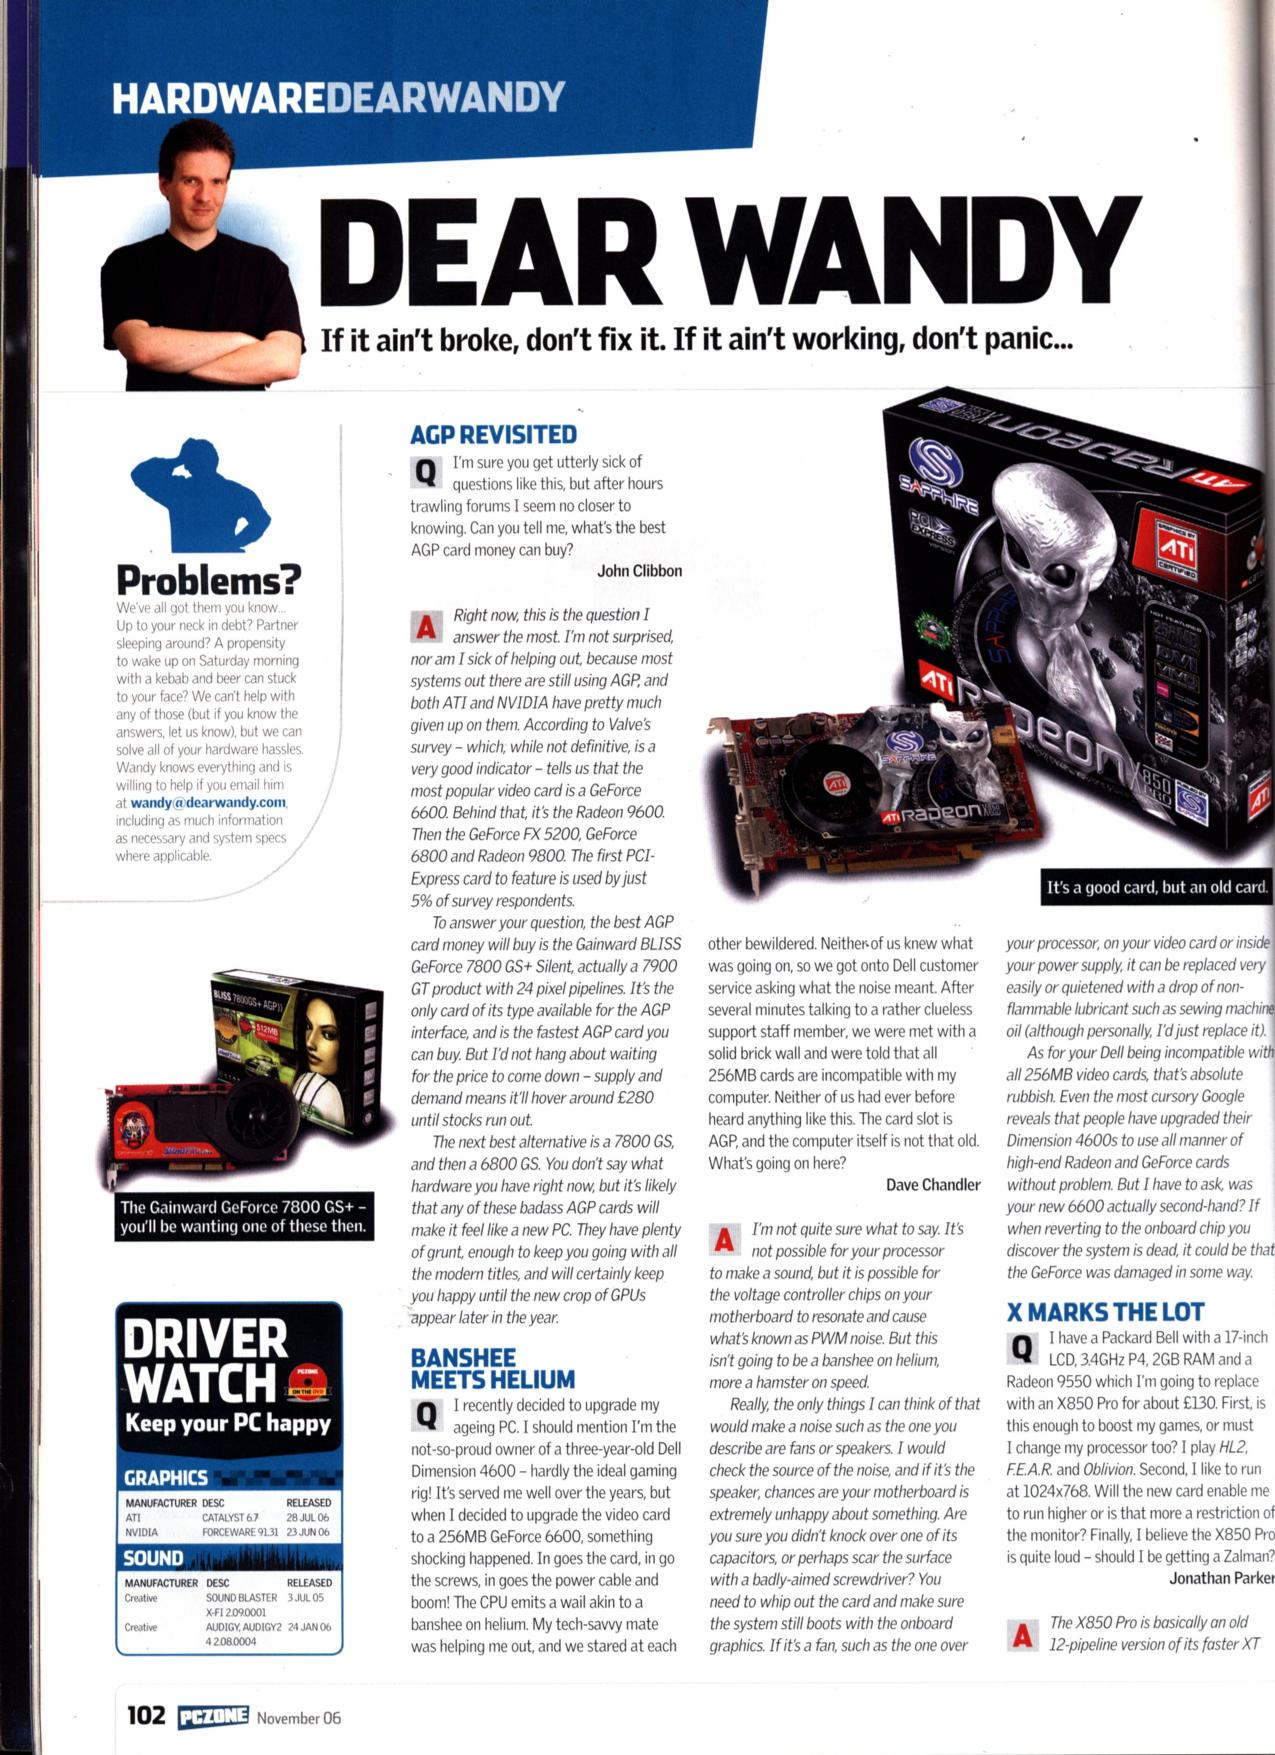 HARDWAREDEARWANDY
DEAR WANDY
If it ain't broke, don't fix it. If it ain't working, don't panic...
Problems?
We've all got them you know...
Up to your neck in debt? Partner
sleeping around? A propensity
to wake up on Saturday morning
with a kebab and beer can stuck
to your face? We can't help with
any of those (but if you know the
answers, let us know), but we can
solve all of your hardware hassles.
Wandy knows everything and is
willing to help if you email him
at wandy@dearwandy.com,
including as much information
as necessary and system specs
where applicable.
BLISS 7800GS+ AGP))
512MB
The Gainward GeForce 7800 GS+ –
you'll be wanting one of these then.
DRIVER
WATCH
PCZONE
ON THE DVD
Keep your PC happy
GRAPHICS
MANUFACTURER DESC RELEASED
ATI CATALYST 6.7 28 JUL 06
NVIDIA FORCEWARE 91.31 23 JUN 06
SOUND
MANUFACTURER DESC RELEASED
Creative SOUND BLASTER 3 JUL 05
X-FI 2.09.0001
Creative AUDIGY, AUDIGY2 24 JAN 06
4 2.08.0004
AGP REVISITED
Q I'm sure you get utterly sick of
questions like this, but after hours
trawling forums I seem no closer to
knowing. Can you tell me, what's the best
AGP card money can buy?
John Clibbon
A Right now, this is the question I
answer the most. I'm not surprised,
nor am I sick of helping out, because most
systems out there are still using AGP, and
both ATI and NVIDIA have pretty much
given up on them. According to Valve's
survey – which, while not definitive, is a
very good indicator – tells us that the
most popular video card is a GeForce
6600. Behind that, it's the Radeon 9600.
Then the GeForce FX 5200, GeForce
6800 and Radeon 9800. The first PCI-
Express card to feature is used by just
5% of survey respondents.
To answer your question, the best AGP
card money will buy is the Gainward BLISS
GeForce 7800 GS+ Silent, actually a 7900
GT product with 24 pixel pipelines. It's the
only card of its type available for the AGP
interface, and is the fastest AGP card you
can buy. But I'd not hang about waiting
for the price to come down – supply and
demand means it'll hover around £280
until stocks run out.
The next best alternative is a 7800 GS,
and then a 6800 GS. You don't say what
hardware you have right now, but it's likely
that any of these badass AGP cards will
make it feel like a new PC. They have plenty
of grunt, enough to keep you going with all
the modern titles, and will certainly keep
you happy until the new crop of GPUs
appear later in the year.
BANSHEE
MEETS HELIUM
Q I recently decided to upgrade my
ageing PC. I should mention I'm the
not-so-proud owner of a three-year-old Dell
Dimension 4600 – hardly the ideal gaming
rig! It's served me well over the years, but
when I decided to upgrade the video card
to a 256MB GeForce 6600, something
shocking happened. In goes the card, in go
the screws, in goes the power cable and
boom! The CPU emits a wail akin to a
banshee on helium. My tech-savvy mate
was helping me out, and we stared at each
SAPPHIRE
PCI EXPRESS
GRAPHICS BY
ATI
CERTIFIED
ATI RADEON
X850 PRO
SAPPHIRE
ATI
ATI RADEON
It's a good card, but an old card.
other bewildered. Neither of us knew what
was going on, so we got onto Dell customer
service asking what the noise meant. After
several minutes talking to a rather clueless
support staff member, we were met with a
solid brick wall and were told that all
256MB cards are incompatible with my
computer. Neither of us had ever before
heard anything like this. The card slot is
AGP, and the computer itself is not that old.
What's going on here?
Dave Chandler
A I'm not quite sure what to say. It's
not possible for your processor
to make a sound, but it is possible for
the voltage controller chips on your
motherboard to resonate and cause
what's known as PWM noise. But this
isn't going to be a banshee on helium,
more a hamster on speed.
Really, the only things I can think of that
would make a noise such as the one you
describe are fans or speakers. I would
check the source of the noise, and if it's the
speaker, chances are your motherboard is
extremely unhappy about something. Are
you sure you didn't knock over one of its
capacitors, or perhaps scar the surface
with a badly-aimed screwdriver? You
need to whip out the card and make sure
the system still boots with the onboard
graphics. If it's a fan, such as the one over
your processor, on your video card or inside
your power supply, it can be replaced very
easily or quietened with a drop of non-
flammable lubricant such as sewing machine
oil (although personally, I'd just replace it).
As for your Dell being incompatible with
all 256MB video cards, that's absolute
rubbish. Even the most cursory Google
reveals that people have upgraded their
Dimension 4600s to use all manner of
high-end Radeon and GeForce cards
without problem. But I have to ask, was
your new 6600 actually second-hand? If
when reverting to the onboard chip you
discover the system is dead, it could be that
the GeForce was damaged in some way.
X MARKS THE LOT
Q I have a Packard Bell with a 17-inch
LCD, 3.4GHz P4, 2GB RAM and a
Radeon 9550 which I'm going to replace
with an X850 Pro for about £130. First, is
this enough to boost my games, or must
I change my processor too? I play HL2,
F.E.A.R. and Oblivion. Second, I like to run
at 1024x768. Will the new card enable me
to run higher or is that more a restriction of
the monitor? Finally, I believe the X850 Pro
is quite loud – should I be getting a Zalman?
Jonathan Parker
A The X850 Pro is basically an old
12-pipeline version of its faster XT
102 PCZONE November 06